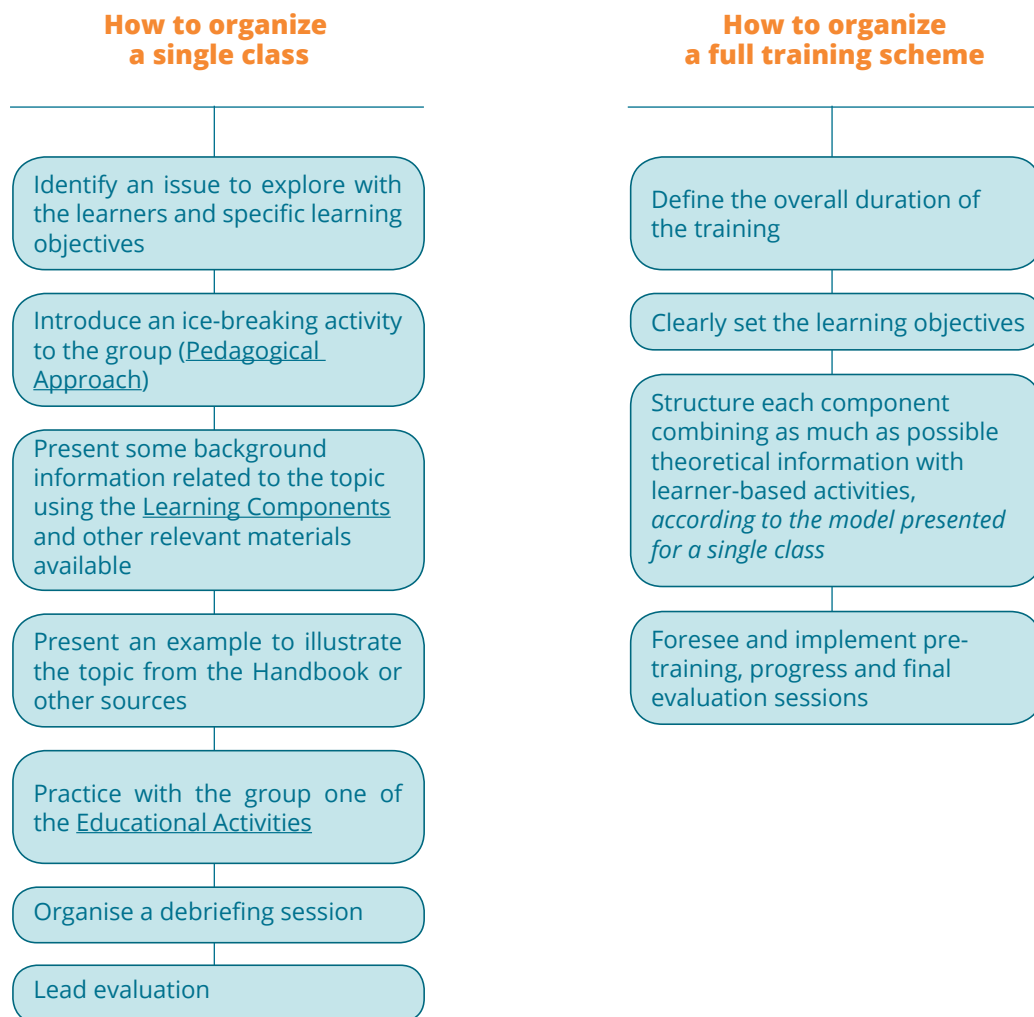 How to organize
a single class
Identify an issue to explore with
the learners and specific learning
objectives
Introduce an ice-breaking activity
to the group (Pedagogical
Approach)
Present some background
information related to the topic
using the Learning Components
and other relevant materials
available
Present an example to illustrate
the topic from the Handbook or
other sources
Practice with the group one of
the Educational Activities
Organise a debriefing session
Lead evaluation
How to organize
a full training scheme
Define the overall duration of
the training
Clearly set the learning objectives
Structure each component
combining as much as possible
theoretical information with
learner-based activities,
according to the model presented
for a single class
Foresee and implement pre-
training, progress and final
evaluation sessions